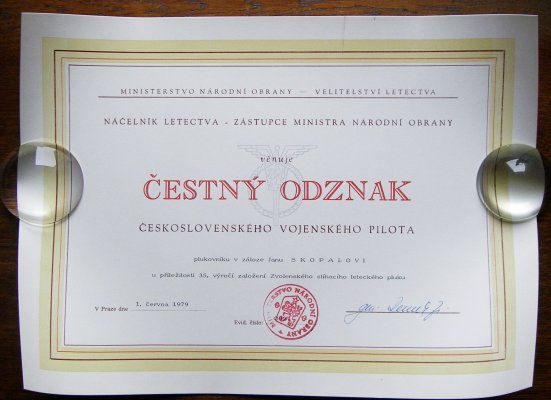 MINISTERSTVO NÁRODNÍ OBRANY — VELITELSTVÍ LETECTVA
NÁČELNÍK LETECTVA - ZÁSTUPCE MINISTRA NÁRODNÍ OBRANY
věnuje
ČESTNÝ ODZNAK
ČESKOSLOVENSKÉHO VOJENSKÉHO PILOTA
plukovníku v záloze Janu SKOPALOVI
u příležitosti 35. výročí založení Zvolenského stíhacího leteckého pluku
V Praze dne 1. června 1979
Evid. číslo:
MINISTERSTVO NÁRODNÍ OBRANY